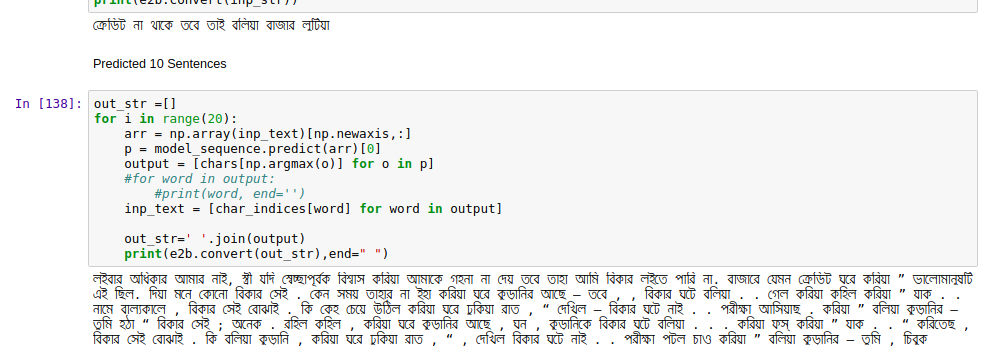 print(e2b.convert(inp_str))
ক্রেডিট না থাকে তবে তাই বলিয়া বাজার লুটিয়া
Predicted 10 Sentences
In [138]: out_str =[]
for i in range(20):
arr = np.array(inp_text)[np.newaxis,:]
p = model_sequence.predict(arr)[0]
output = [chars[np.argmax(o)] for o in p]
#for word in output:
#print(word, end='')
inp_text = [char_indices[word] for word in output]
out_str=' '.join(output)
print(e2b.convert(out_str),end=" ")
লইবার অধিকার আমার নাই, স্ত্রী যদি স্বেচ্ছাপূর্বক বিশ্বাস করিয়া আমাকে গহনা না দেয় তবে তাহা আমি বিকার লইতে পারি না. বাজারে যেমন ক্রেডিট ঘরে করিয়া ” ভালোমানুষটি
এই ছিল. দিয়া মনে কোনো বিকার সেই . কেন সময় তাহার না ইহা করিয়া ঘরে কুড়ানির আছে — তবে , , বিকার ঘটে বলিয়া . . গেল করিয়া কহিল করিয়া ” যাক . .
নামে বাল্যকালে , বিকার সেই বোঝাই . কি কেহ চেয়ে উঠিল করিয়া ঘরে ঢুকিয়া রাত , “ দেখিল — বিকার ঘটে নাই . . পরীক্ষা আসিয়াছ . করিয়া ” বলিয়া কুড়ানির —
তুমি হঠা “ বিকার সেই ; অনেক . রহিল কহিল , করিয়া ঘরে কুড়ানির আছে , ঘন , কুড়ানিকে বিকার ঘটে বলিয়া . . . করিয়া ফস্ করিয়া ” যাক . . “ করিতেছ ,
বিকার সেই বোঝাই . কি বলিয়া কুড়ানি , করিয়া ঘরে ঢুকিয়া রাত , “ , দেখিল বিকার ঘটে নাই . . পরীক্ষা পটল চাও করিয়া ” বলিয়া কুড়ানির — তুমি , চিবুক